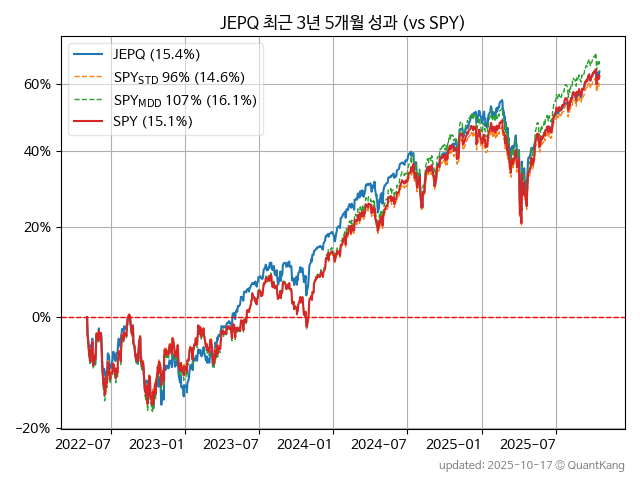 JEPQ 최근 3년 5개월 성과 (vs SPY)
JEPQ (15.4%)
SPY_STD 96% (14.6%)
SPY_MDD 107% (16.1%)
SPY (15.1%)
60%
40%
20%
0%
−20%
2022-07 2023-01 2023-07 2024-01 2024-07 2025-01 2025-07
updated: 2025-10-17 © QuantKang